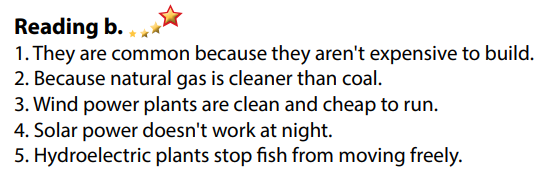 Reading b.
1. They are common because they aren't expensive to build.
2. Because natural gas is cleaner than coal.
3. Wind power plants are clean and cheap to run.
4. Solar power doesn't work at night.
5. Hydroelectric plants stop fish from moving freely.